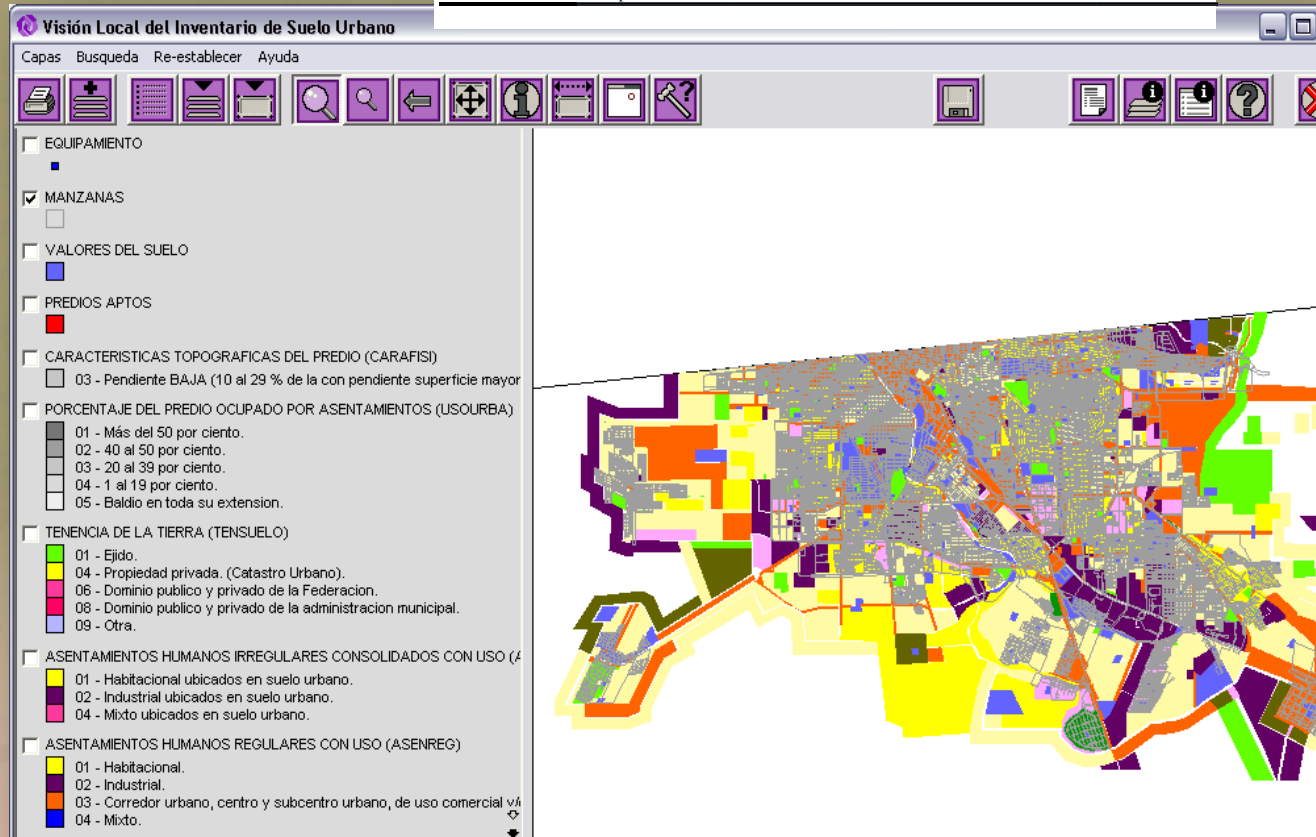 Visión Local del Inventario de Suelo Urbano
Capas Busqueda Re-establecer Ayuda
EQUIPAMIENTO
MANZANAS
VALORES DEL SUELO
PREDIOS APTOS
CARACTERISTICAS TOPOGRAFICAS DEL PREDIO (CARAFISI)
03 - Pendiente BAJA (10 al 29 % de la con pendiente superficie mayor
PORCENTAJE DEL PREDIO OCUPADO POR ASENTAMIENTOS (USOURBA)
01 - Más del 50 por ciento.
02 - 40 al 50 por ciento.
03 - 20 al 39 por ciento.
04 - 1 al 19 por ciento.
05 - Baldio en toda su extension.
TENENCIA DE LA TIERRA (TENSUELO)
01 - Ejido.
04 - Propiedad privada. (Catastro Urbano).
06 - Dominio publico y privado de la Federacion.
08 - Dominio publico y privado de la administracion municipal.
09 - Otra.
ASENTAMIENTOS HUMANOS IRREGULARES CONSOLIDADOS CON USO (A
01 - Habitacional ubicados en suelo urbano.
02 - Industrial ubicados en suelo urbano.
04 - Mixto ubicados en suelo urbano.
ASENTAMIENTOS HUMANOS REGULARES CON USO (ASENREG)
01 - Habitacional.
02 - Industrial.
03 - Corredor urbano, centro y subcentro urbano, de uso comercial
04 - Mixto.